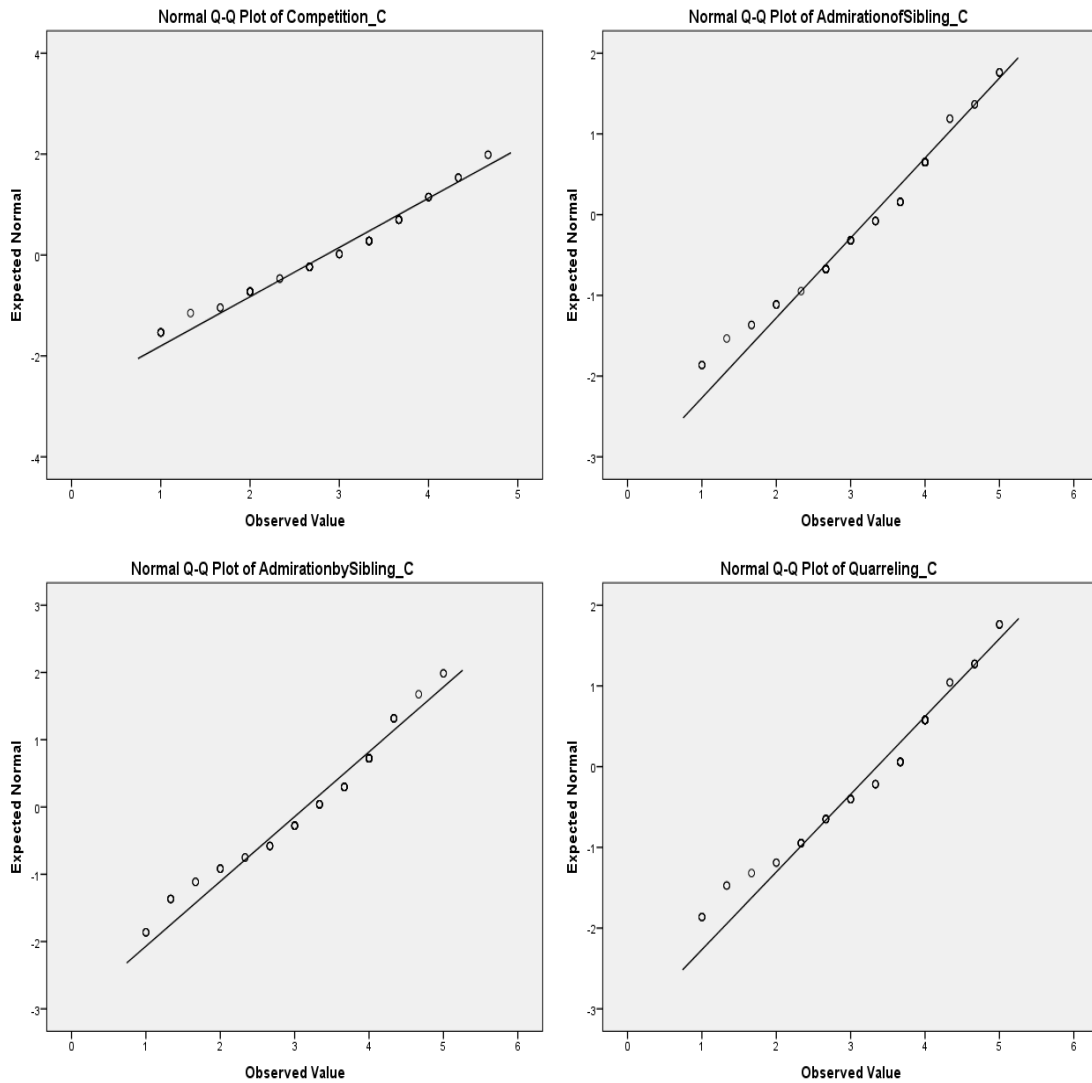 Normal Q-Q Plot of Competition_C
4
2
0
-2
-4
Expected Normal
0 1 2 3 4 5
Observed Value
Normal Q-Q Plot of AdmirationofSibling_C
2
1
0
-1
-2
-3
Expected Normal
0 1 2 3 4 5 6
Observed Value
Normal Q-Q Plot of AdmirationbySibling_C
3
2
1
0
-1
-2
-3
Expected Normal
0 1 2 3 4 5 6
Observed Value
Normal Q-Q Plot of Quarreling_C
2
1
0
-1
-2
-3
Expected Normal
0 1 2 3 4 5 6
Observed Value